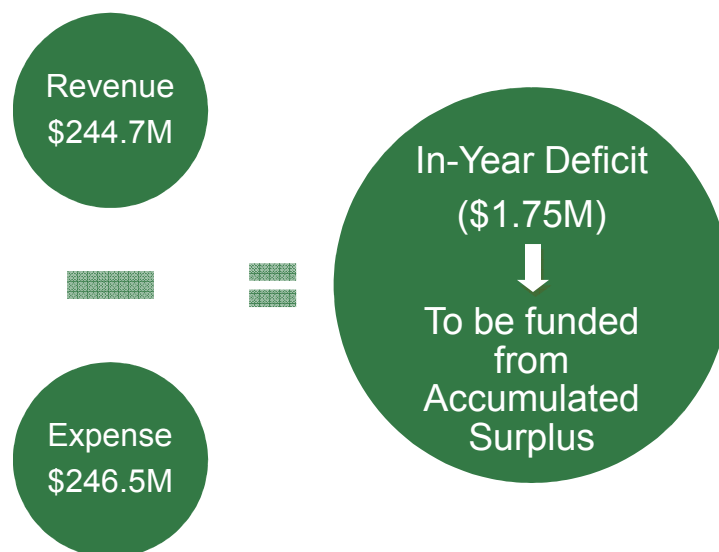 Revenue
$244.7M
Expense
$246.5M
In-Year Deficit
($1.75M)
To be funded
from
Accumulated
Surplus